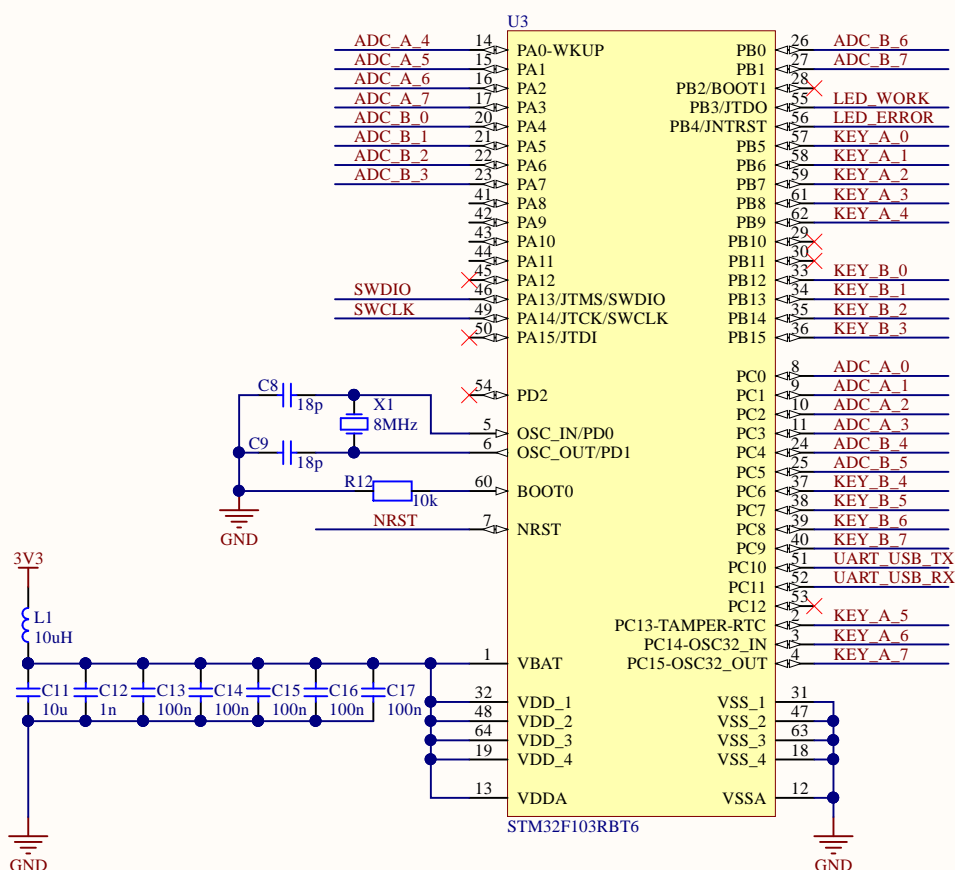 U3
ADC_A_4 14 PA0-WKUP PB0 26 ADC_B_6
ADC_A_5 15 PA1 PB1 27 ADC_B_7
ADC_A_6 16 PA2 PB2/BOOT1 28
ADC_A_7 17 PA3 PB3/JTDO 55 LED_WORK
ADC_B_0 20 PA4 PB4/JNTRST 56 LED_ERROR
ADC_B_1 21 PA5 PB5 57 KEY_A_0
ADC_B_2 22 PA6 PB6 58 KEY_A_1
ADC_B_3 23 PA7 PB7 59 KEY_A_2
41 PA8 PB8 61 KEY_A_3
42 PA9 PB9 62 KEY_A_4
43 PA10 PB10 29
44 PA11 PB11 30
45 PA12 PB12 33 KEY_B_0
SWDIO 46 PA13/JTMS/SWDIO PB13 34 KEY_B_1
SWCLK 49 PA14/JTCK/SWCLK PB14 35 KEY_B_2
50 PA15/JTDI PB15 36 KEY_B_3
PC0 8 ADC_A_0
C8 18p 54 PD2 PC1 9 ADC_A_1
X1 PC2 10 ADC_A_2
8MHz 5 OSC_IN/PD0 PC3 11 ADC_A_3
C9 18p 6 OSC_OUT/PD1 PC4 24 ADC_B_4
PC5 25 ADC_B_5
R12 10k 60 BOOT0 PC6 37 KEY_B_4
PC7 38 KEY_B_5
GND NRST 7 NRST PC8 39 KEY_B_6
PC9 40 KEY_B_7
3V3 PC10 51 UART_USB_TX
PC11 52 UART_USB_RX
PC12 53
L1 PC13-TAMPER-RTC 2 KEY_A_5
10uH PC14-OSC32_IN 3 KEY_A_6
1 VBAT PC15-OSC32_OUT 4 KEY_A_7
C11 C12 C13 C14 C15 C16 C17
10u 1n 100n 100n 100n 100n 100n
32 VDD_1 VSS_1 31
48 VDD_2 VSS_2 47
64 VDD_3 VSS_3 63
19 VDD_4 VSS_4 18
13 VDDA VSSA 12
STM32F103RBT6
GND GND